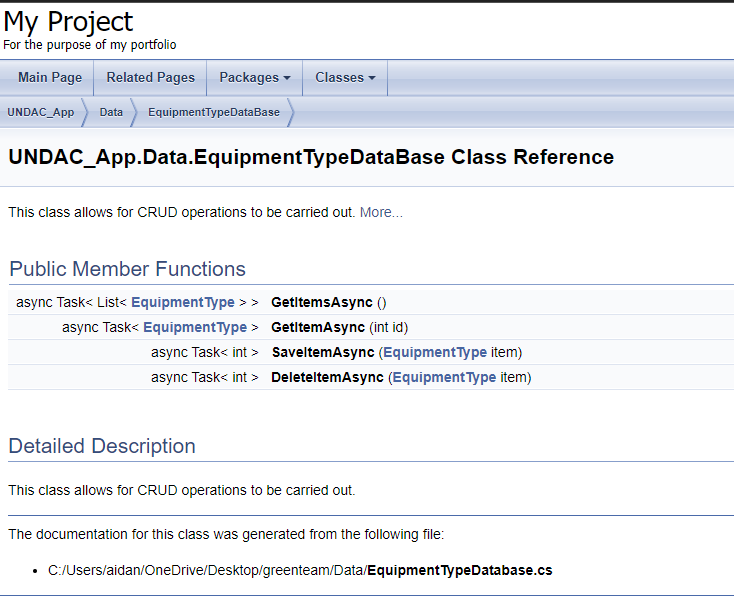 My Project
For the purpose of my portfolio
Main Page Related Pages Packages Classes
UNDAC_App Data EquipmentTypeDataBase
UNDAC_App.Data.EquipmentTypeDataBase Class Reference
This class allows for CRUD operations to be carried out. More...
Public Member Functions
async Task< List< EquipmentType > > GetItemsAsync ()
async Task< EquipmentType > GetItemAsync (int id)
async Task< int > SaveItemAsync (EquipmentType item)
async Task< int > DeleteItemAsync (EquipmentType item)
Detailed Description
This class allows for CRUD operations to be carried out.
The documentation for this class was generated from the following file:
• C:/Users/aidan/OneDrive/Desktop/greenteam/Data/EquipmentTypeDatabase.cs